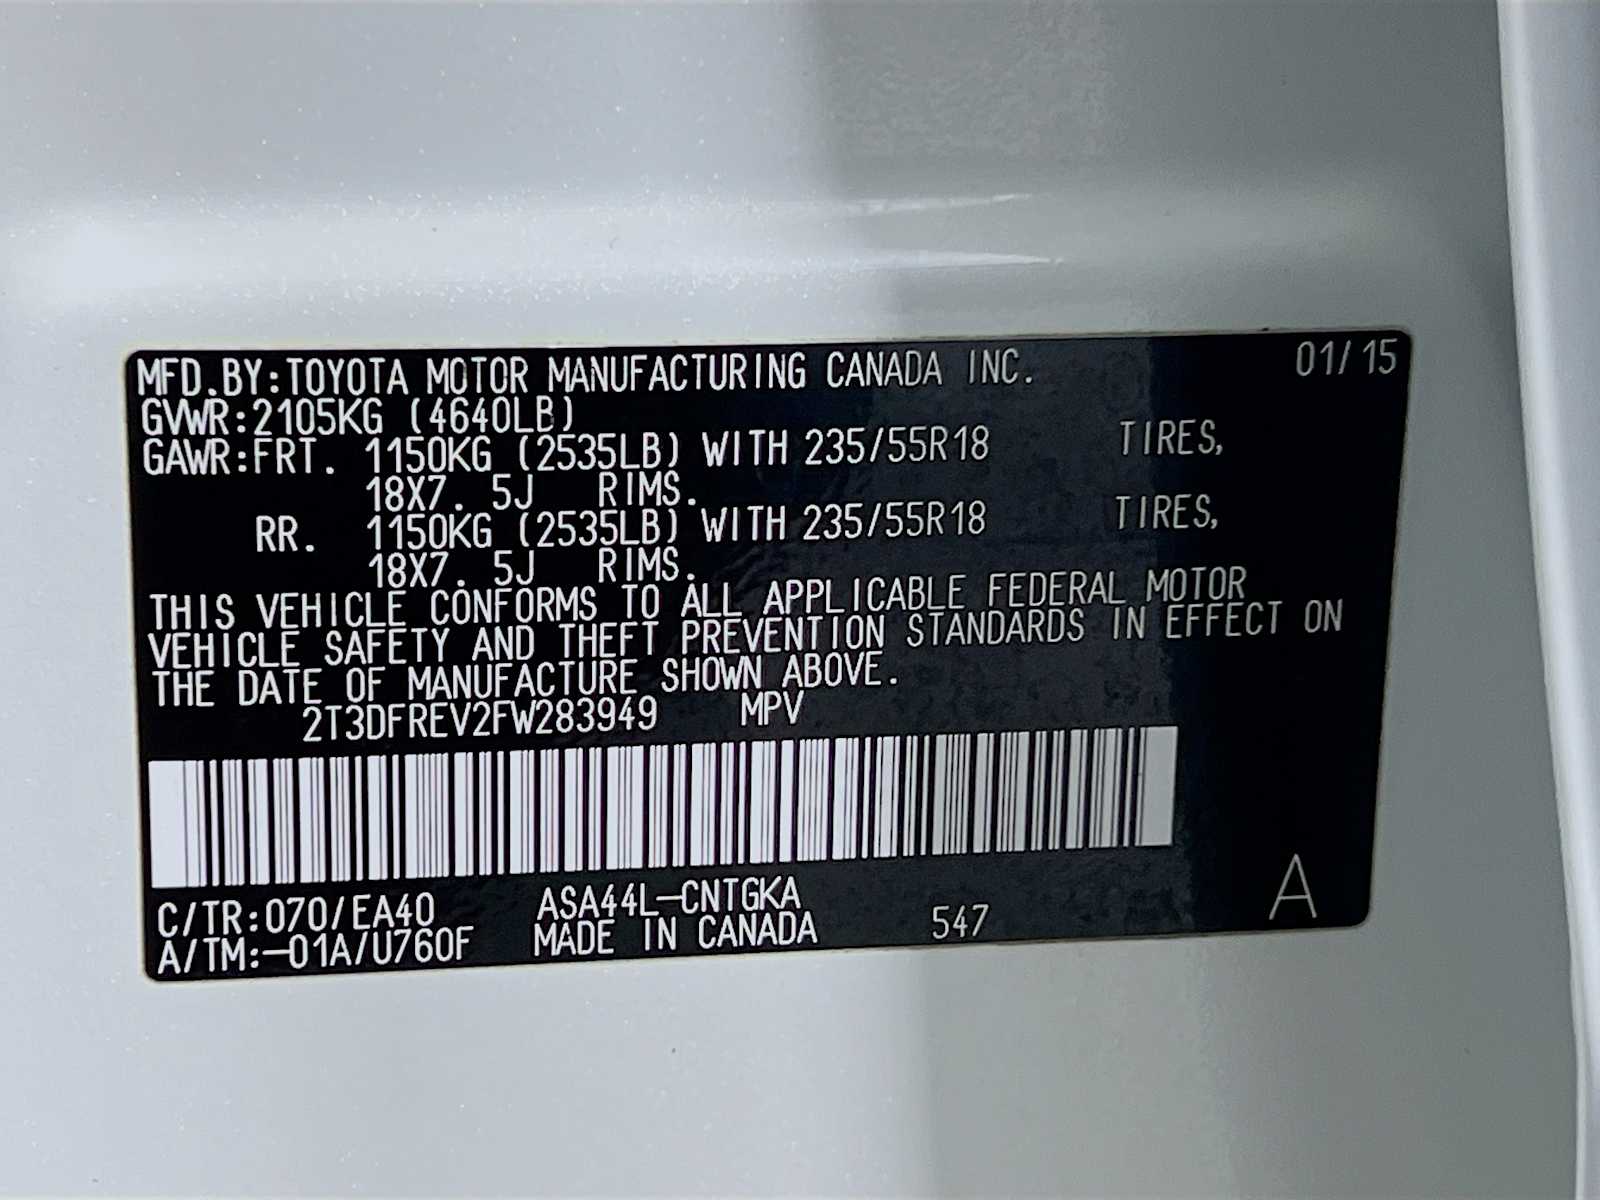 MFD.BY:TOYOTA MOTOR MANUFACTURING CANADA INC. 01/15
GVWR:2105KG (4640LB)
GAWR:FRT. 1150KG (2535LB) WITH 235/55R18 TIRES,
18X7.5J RIMS.
RR. 1150KG (2535LB) WITH 235/55R18 TIRES,
18X7.5J RIMS.
THIS VEHICLE CONFORMS TO ALL APPLICABLE FEDERAL MOTOR
VEHICLE SAFETY AND THEFT PREVENTION STANDARDS IN EFFECT ON
THE DATE OF MANUFACTURE SHOWN ABOVE.
2T3DFREV2FW283949 MPV
C/TR:070/EA40 ASA44L-CNTGKA
A/TM:-01A/U760F MADE IN CANADA 547 A